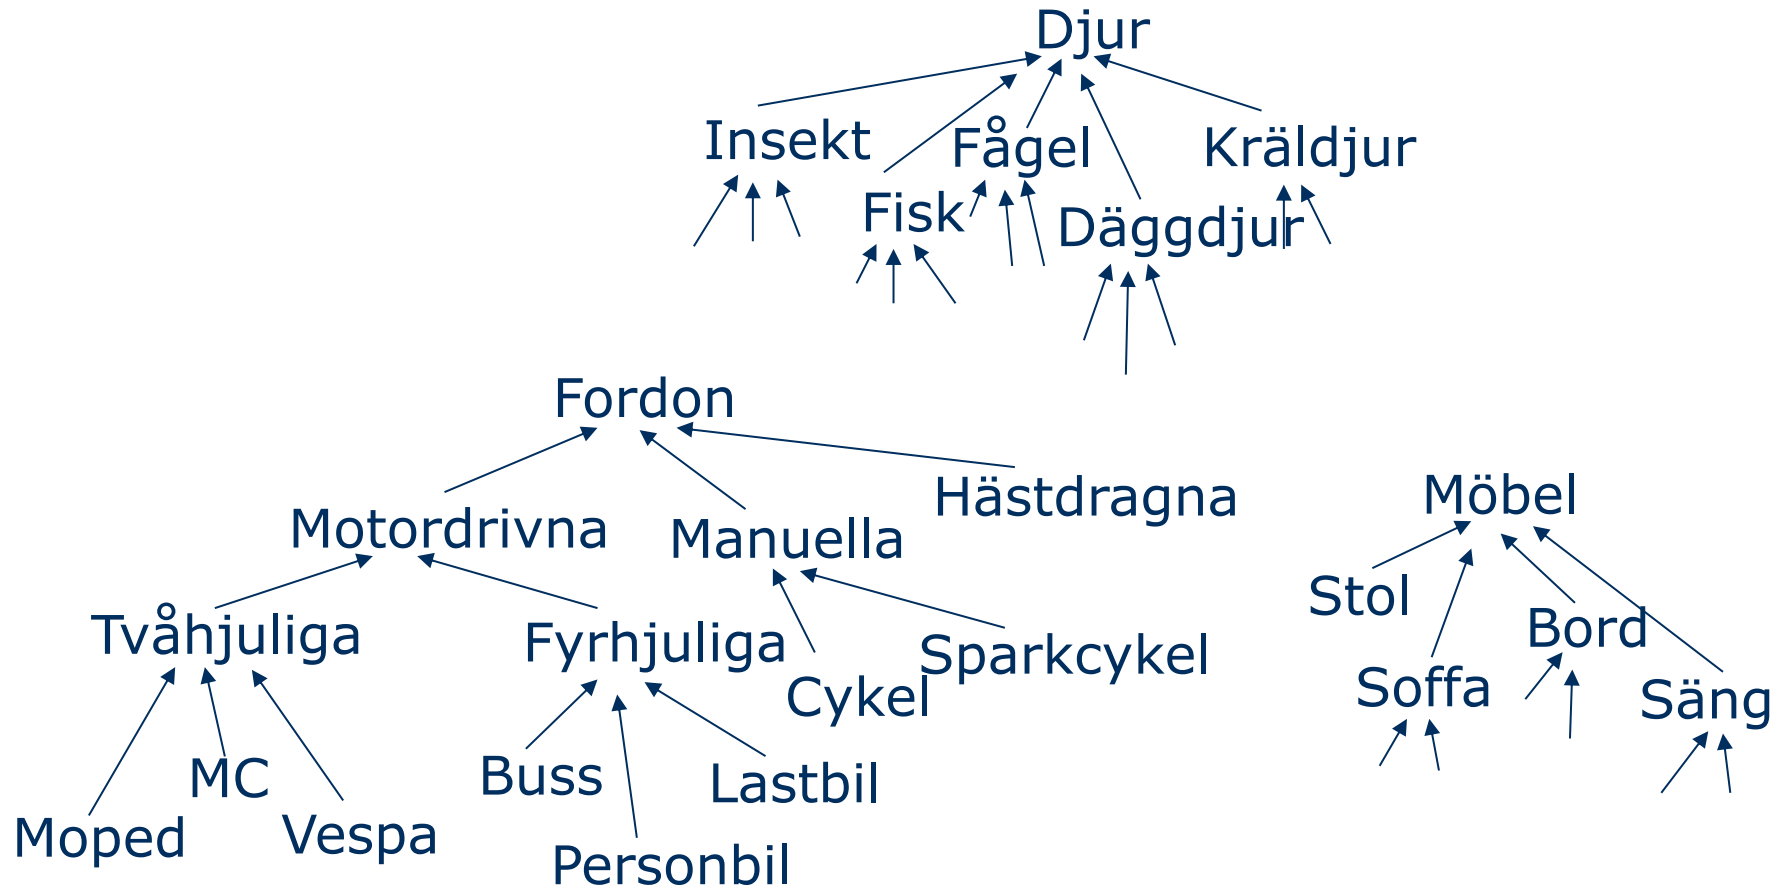 Djur
Insekt
Fågel
Kräldjur
Fisk
Däggdjur
Fordon
Hästdragna
Motordrivna
Manuella
Tvåhjuliga
Fyrhjuliga
Sparkcykel
Cykel
MC
Buss
Lastbil
Moped
Vespa
Personbil
Möbel
Stol
Bord
Soffa
Säng